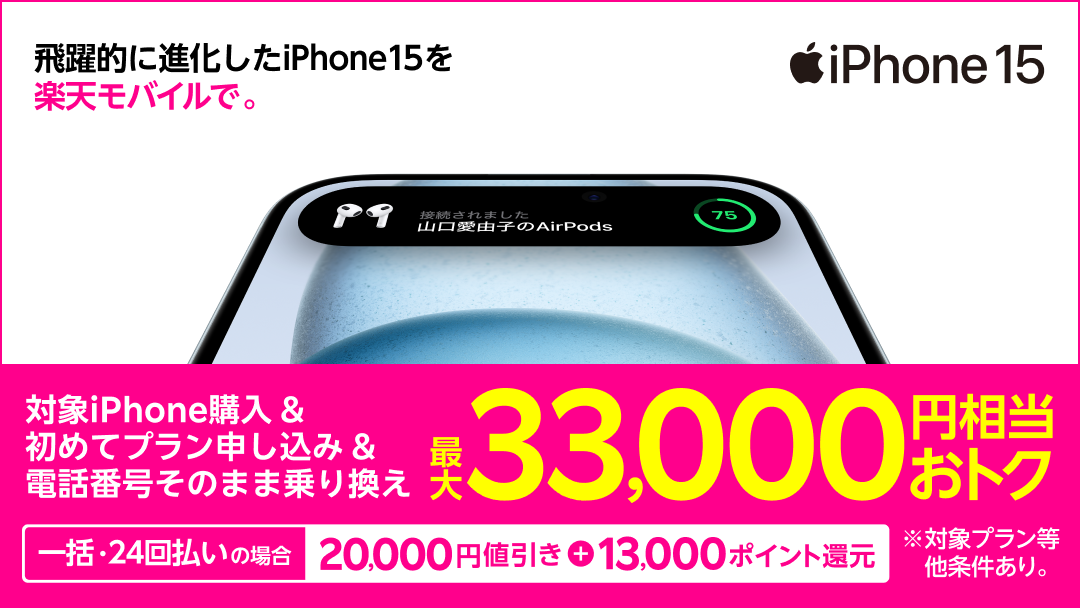 飛躍的に進化したiPhone15を
楽天モバイルで。
iPhone 15
接続されました
山口愛由子のAirPods
75
対象iPhone購入 &
初めてプラン申し込み &
電話番号そのまま乗り換え
最大33,000円相当おトク
一括・24回払いの場合
20,000円値引き+13,000ポイント還元
※対象プラン等
他条件あり。